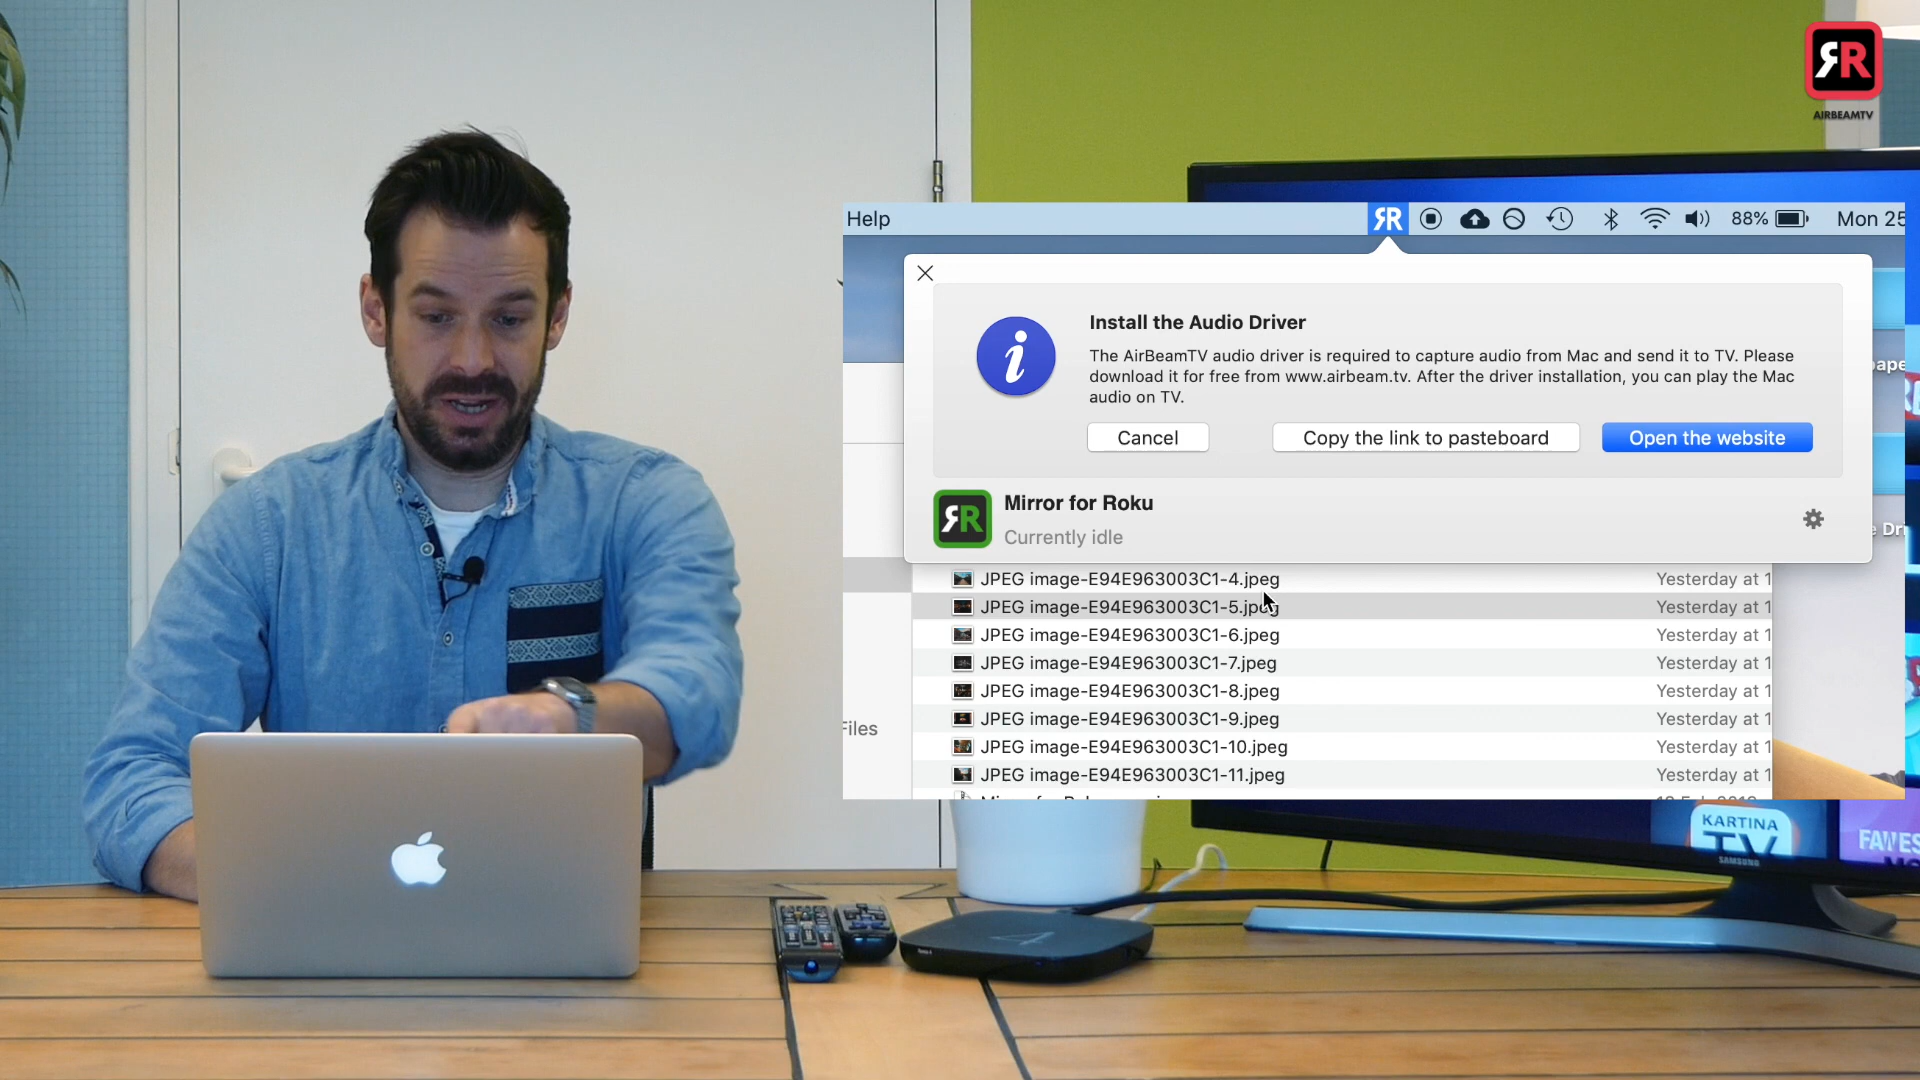 ЯR
AIRBEAMTV
Help
ЯR
88%
Mon 25
Install the Audio Driver
The AirBeamTV audio driver is required to capture audio from Mac and send it to TV. Please
download it for free from www.airbeam.tv. After the driver installation, you can play the Mac
audio on TV.
Cancel
Copy the link to pasteboard
Open the website
ЯR
Mirror for Roku
Currently idle
JPEG image-E94E963003C1-4.jpeg
Yesterday at 1
JPEG image-E94E963003C1-5.jpeg
Yesterday at 1
JPEG image-E94E963003C1-6.jpeg
Yesterday at 1
JPEG image-E94E963003C1-7.jpeg
Yesterday at 1
JPEG image-E94E963003C1-8.jpeg
Yesterday at 1
Files
JPEG image-E94E963003C1-9.jpeg
Yesterday at 1
JPEG image-E94E963003C1-10.jpeg
Yesterday at 1
JPEG image-E94E963003C1-11.jpeg
Yesterday at 1
KARTINA
TV
SAMSUNG
FAVES